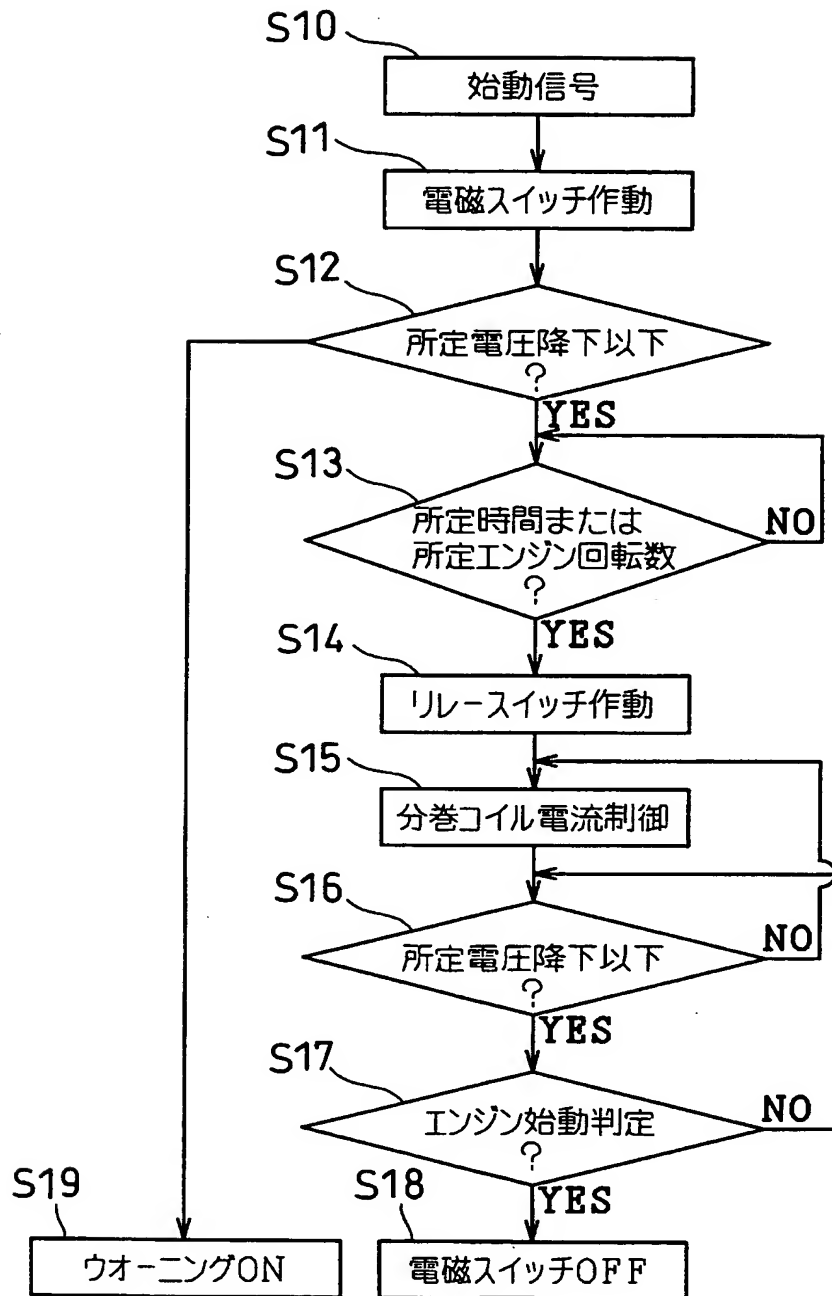 S10
始動信号
S11
電磁スイッチ作動
S12
所定電圧降下以下
?
YES
S13
所定時間または
所定エンジン回転数
?
NO
YES
S14
リレースイッチ作動
S15
分巻コイル電流制御
S16
所定電圧降下以下
?
NO
YES
S17
エンジン始動判定
?
NO
YES
S19
ウオーニングON
S18
電磁スイッチOFF